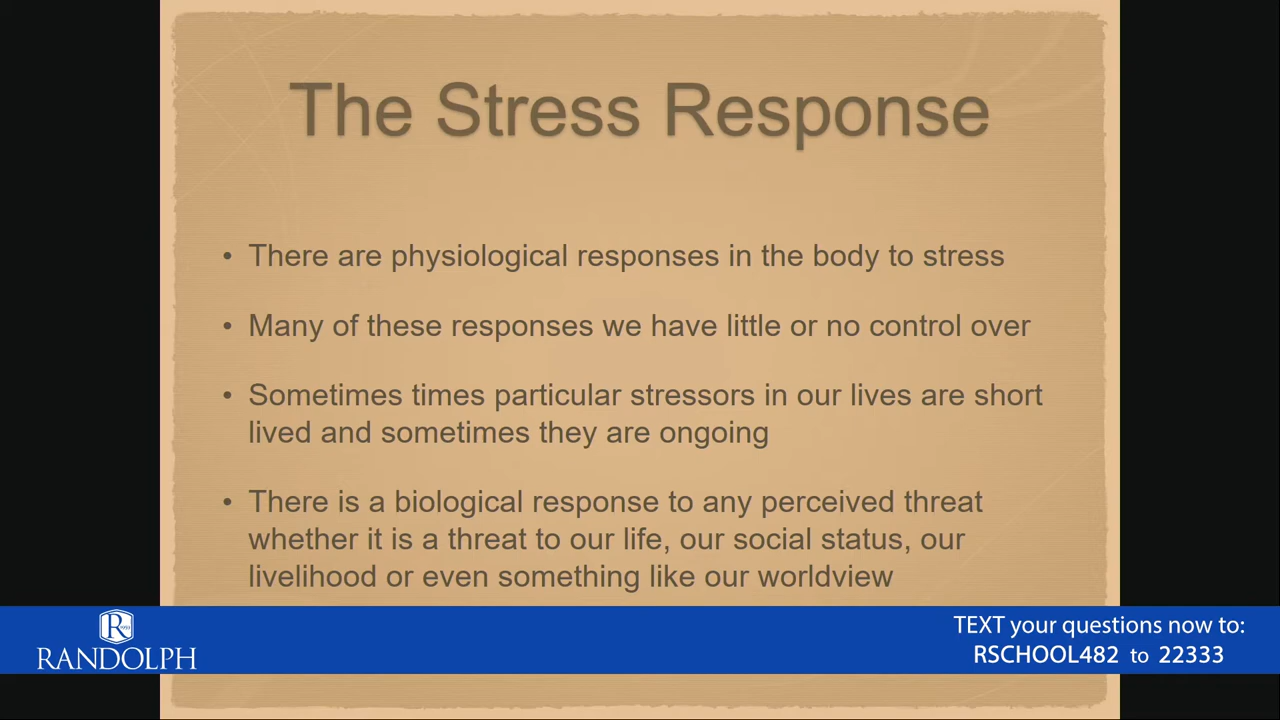 The Stress Response
• There are physiological responses in the body to stress
• Many of these responses we have little or no control over
• Sometimes times particular stressors in our lives are short
lived and sometimes they are ongoing
• There is a biological response to any perceived threat
whether it is a threat to our life, our social status, our
livelihood or even something like our worldview
R
RANDOLPH
TEXT your questions now to:
RSCHOOL482 to 22333